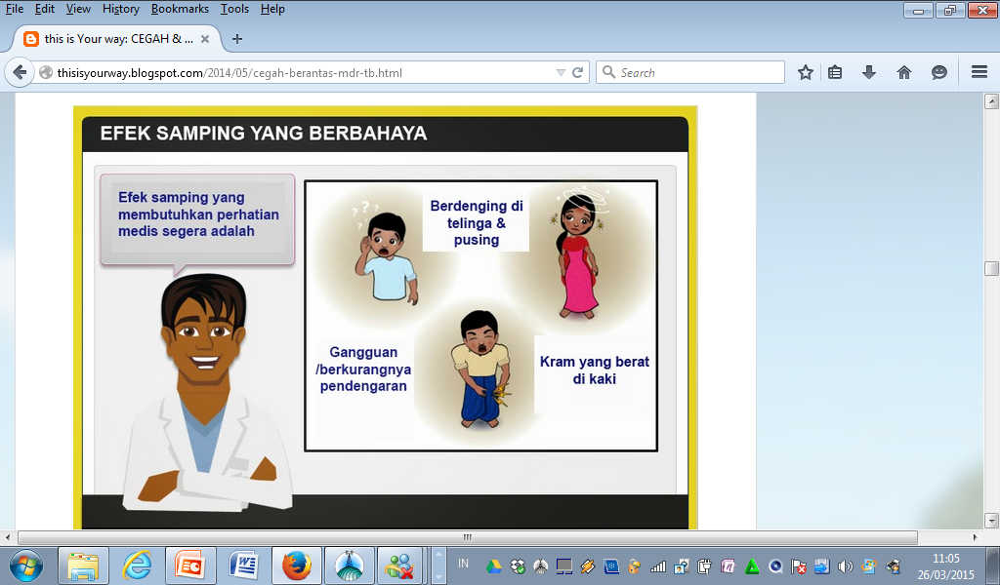 File Edit View History Bookmarks Tools Help
this is Your way: CEGAH & ...
thisisyourway.blogspot.com/2014/05/cegah-berantas-mdr-tb.html
Search
EFEK SAMPING YANG BERBAHAYA
Efek samping yang
membutuhkan perhatian
medis segera adalah
? ? ?
Berdenging di
telinga &
pusing
Gangguan
/berkurangnya
pendengaran
Kram yang berat
di kaki
IN
11:05
26/03/2015